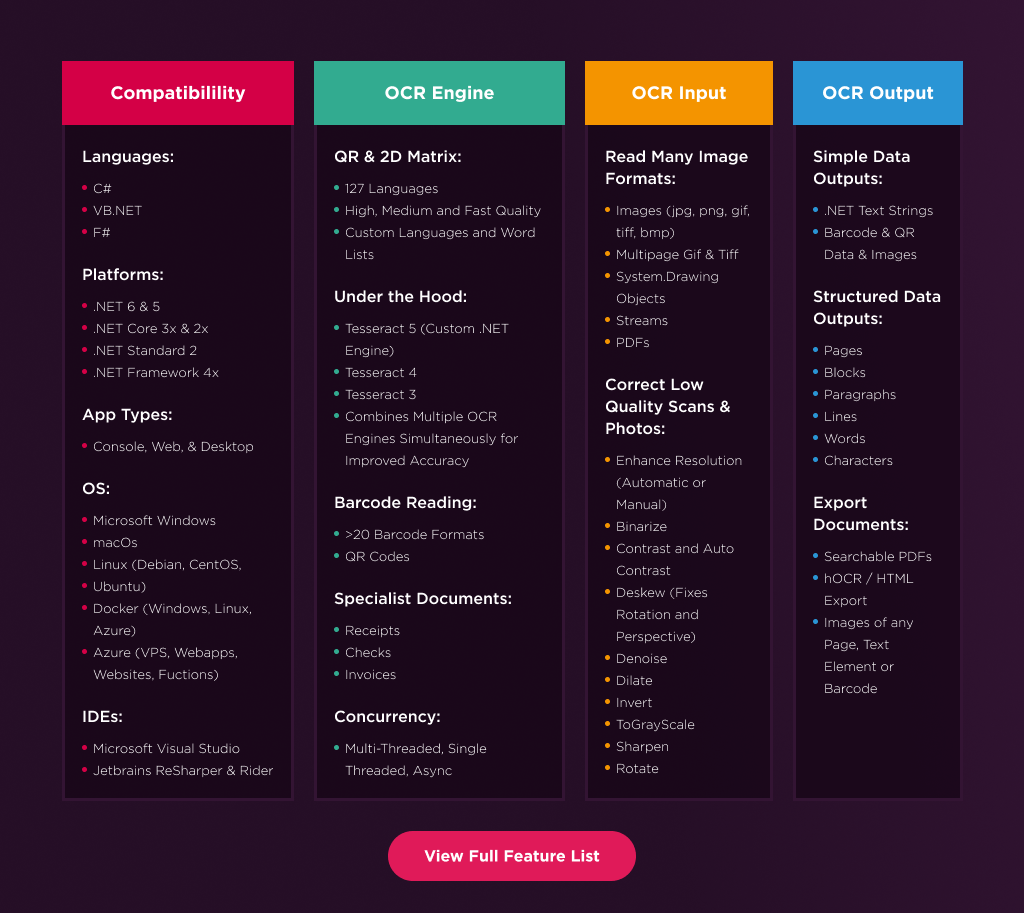 Compatibilility
Languages:
C#
VB.NET
F#
Platforms:
.NET 6 & 5
.NET Core 3x & 2x
.NET Standard 2
.NET Framework 4x
App Types:
Console, Web, & Desktop
OS:
Microsoft Windows
macOs
Linux (Debian, CentOS,
Ubuntu)
Docker (Windows, Linux,
Azure)
Azure (VPS, Webapps,
Websites, Fuctions)
IDEs:
Microsoft Visual Studio
Jetbrains ReSharper & Rider
OCR Engine
QR & 2D Matrix:
127 Languages
High, Medium and Fast Quality
Custom Languages and Word
Lists
Under the Hood:
Tesseract 5 (Custom .NET
Engine)
Tesseract 4
Tesseract 3
Combines Multiple OCR
Engines Simultaneously for
Improved Accuracy
Barcode Reading:
>20 Barcode Formats
QR Codes
Specialist Documents:
Receipts
Checks
Invoices
Concurrency:
Multi-Threaded, Single
Threaded, Async
OCR Input
Read Many Image
Formats:
Images (jpg, png, gif,
tiff, bmp)
Multipage Gif & Tiff
System.Drawing
Objects
Streams
PDFs
Correct Low
Quality Scans &
Photos:
Enhance Resolution
(Automatic or
Manual)
Binarize
Contrast and Auto
Contrast
Deskew (Fixes
Rotation and
Perspective)
Denoise
Dilate
Invert
ToGrayScale
Sharpen
Rotate
OCR Output
Simple Data
Outputs:
.NET Text Strings
Barcode & QR
Data & Images
Structured Data
Outputs:
Pages
Blocks
Paragraphs
Lines
Words
Characters
Export
Documents:
Searchable PDFs
hOCR / HTML
Export
Images of any
Page, Text
Element or
Barcode
View Full Feature List